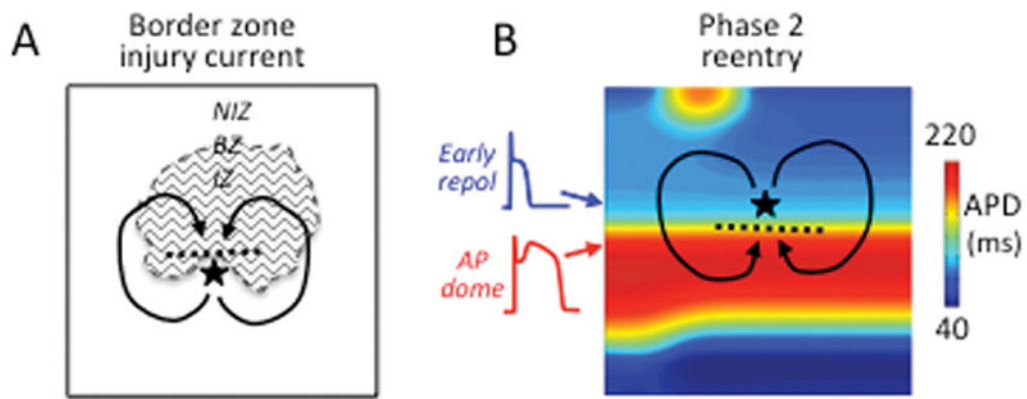 A
Border zone
injury current
NIZ
BZ
IZ
B
Phase 2
reentry
Early
repol
AP
dome
220
APD
(ms)
40